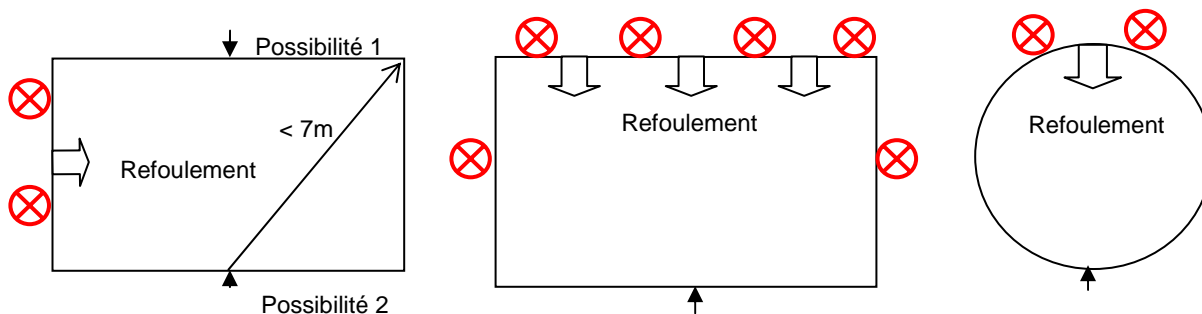 Possibilité 1
< 7m
Refoulement
Possibilité 2
Refoulement
Refoulement